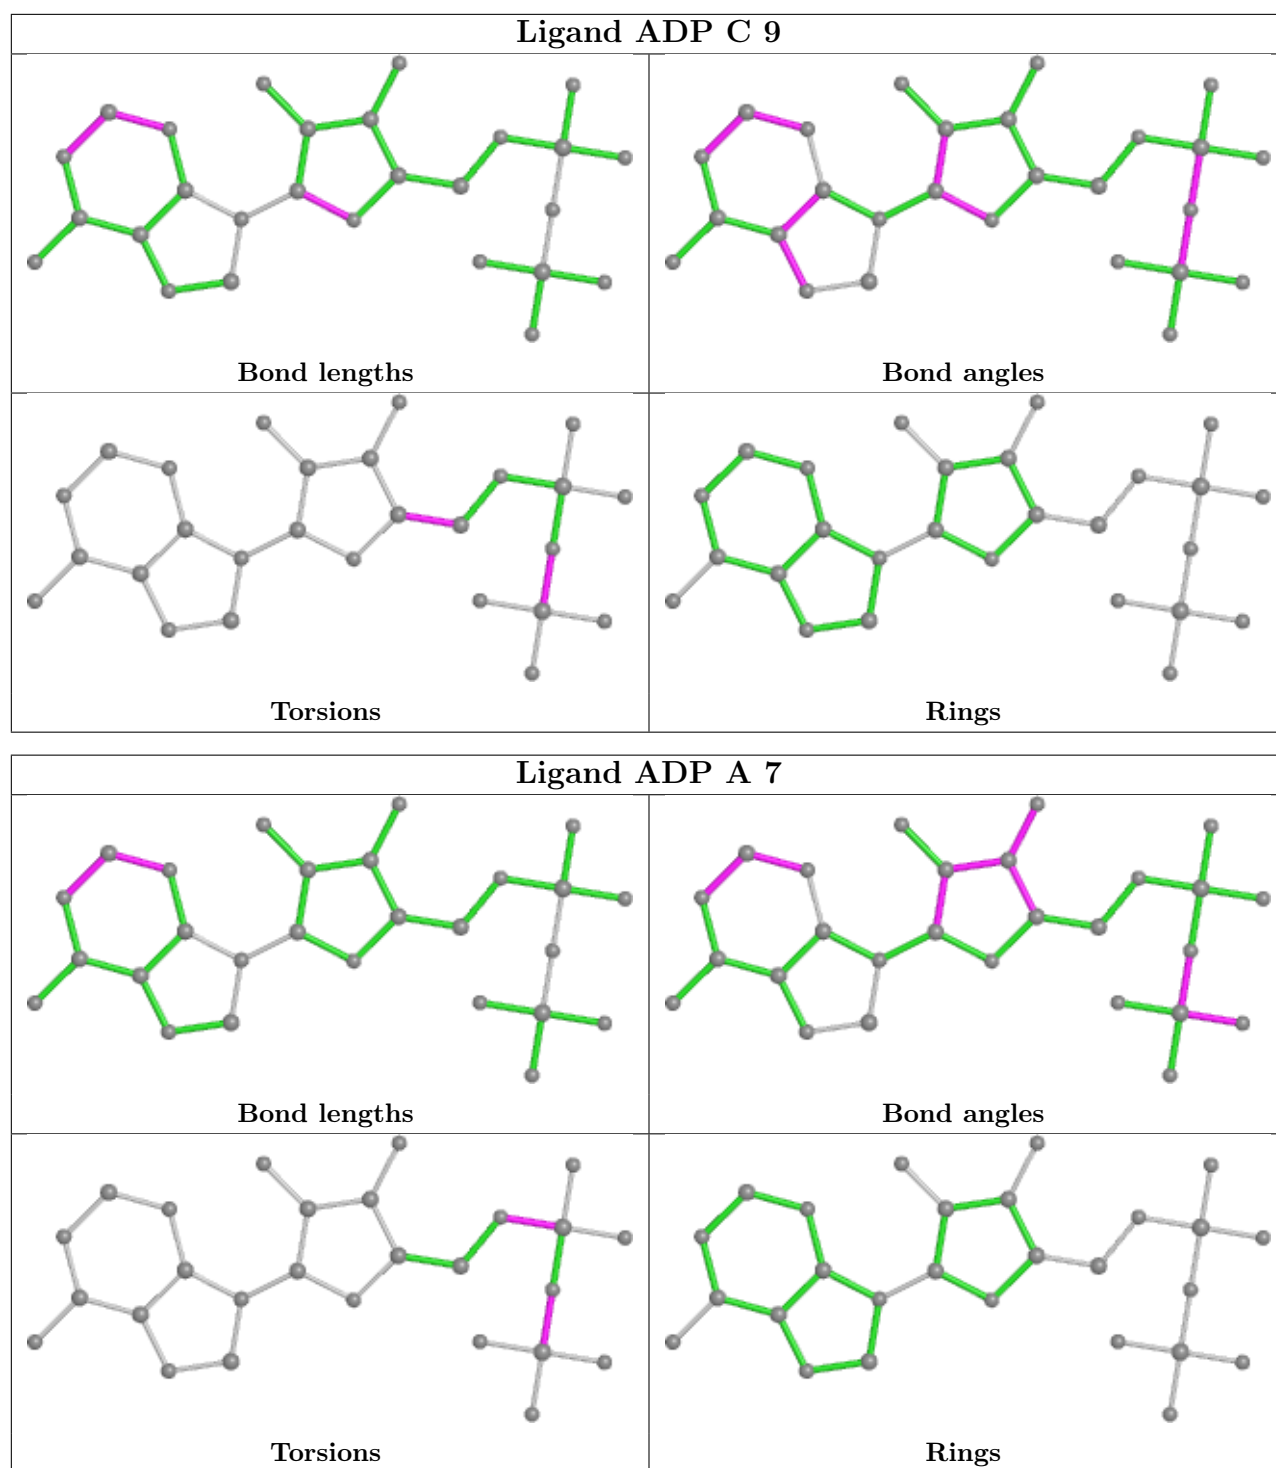 Ligand ADP C 9
Bond lengths
Bond angles
Torsions
Rings
Ligand ADP A 7
Bond lengths
Bond angles
Torsions
Rings